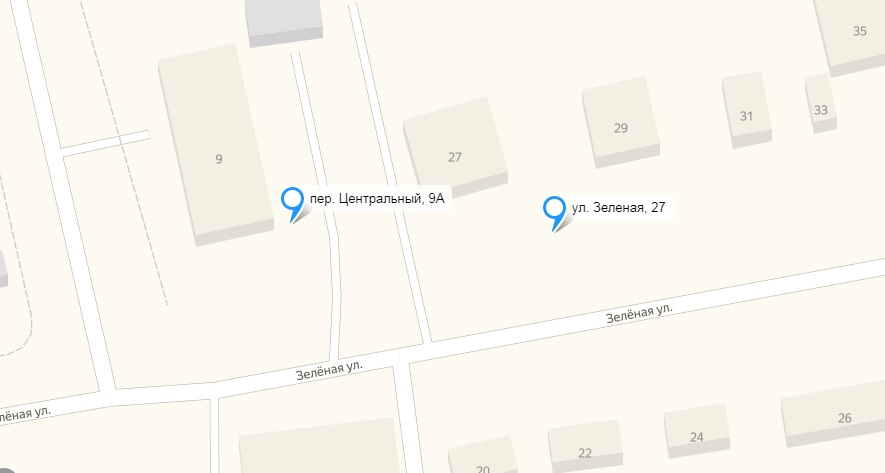 35
31
33
29
27
9
пер. Центральный, 9А
ул. Зеленая, 27
Зелёная ул.
Зелёная ул.
лёная ул.
26
24
22
20